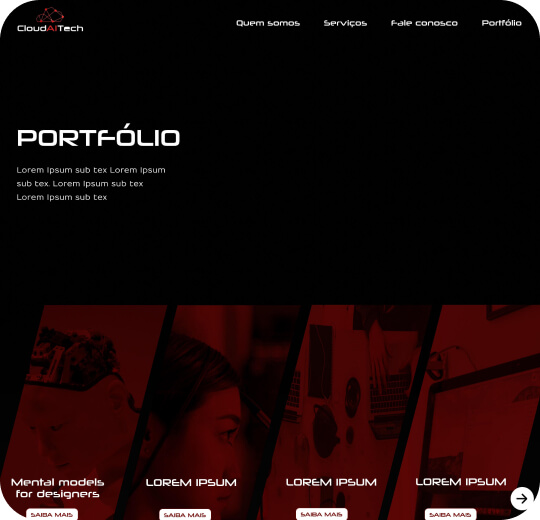 CloudAITech
Quem somos
Serviços
Fale conosco
Portfólio
PORTFÓLIO
Lorem Ipsum sub tex Lorem Ipsum
sub tex. Lorem Ipsum sub tex
Lorem Ipsum sub tex
Mental models
for designers
LOREM IPSUM
LOREM IPSUM
LOREM IPSUM
SAIBA MAIS
SAIBA MAIS
SAIBA MAIS
SAIBA MAIS